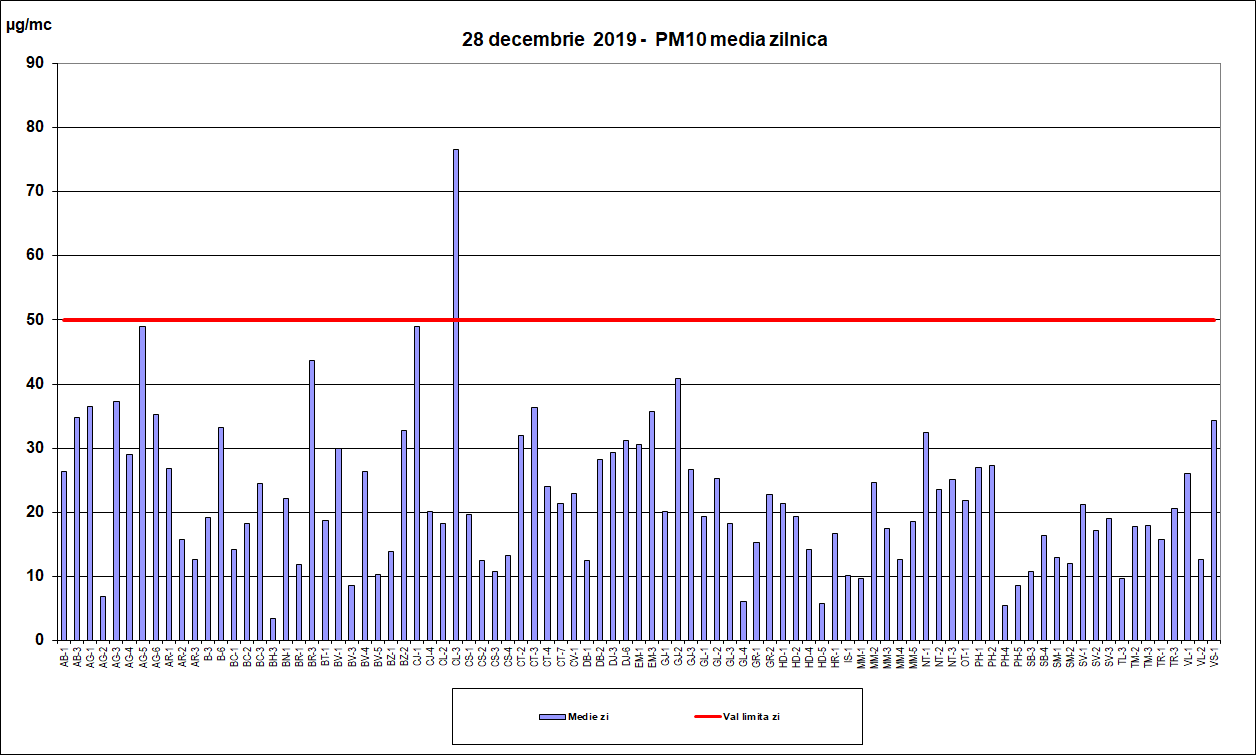 µg/mc
28 decembrie 2019 - PM10 media zilnica
90
80
70
60
50
40
30
20
10
0
AB-1 AB-3 AG-1 AG-2 AG-3 AG-4 AG-5 AG-6 AR-1 AR-2 AR-3 B-3 B-6 BC-1 BC-2 BC-3 BH-3 BN-1 BR-1 BR-3 BT-1 BV-1 BV-3 BV-4 BV-5 BZ-1 BZ-2 CJ-1 CJ-4 CL-2 CL-3 CS-1 CS-2 CS-3 CS-4 CT-2 CT-3 CT-4 CT-7 CV-1 DB-1 DB-2 DJ-3 DJ-6 EM-1 EM-3 GJ-1 GJ-2 GJ-3 GL-1 GL-2 GL-3 GL-4 GR-1 GR-2 HD-1 HD-2 HD-4 HD-5 HR-1 IS-1 MM-1 MM-2 MM-3 MM-4 MM-5 NT-1 NT-2 NT-3 OT-1 PH-1 PH-2 PH-4 PH-5 SB-3 SB-4 SM-1 SM-2 SV-1 SV-2 SV-3 TL-3 TM-2 TM-3 TR-1 TR-3 VL-1 VL-2 VS-1
Medie zi
Val limita zi